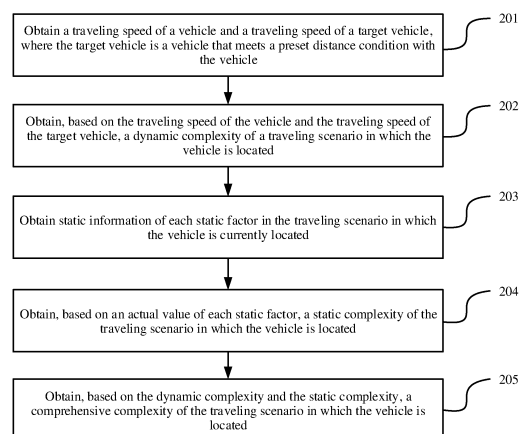 Obtain a traveling speed of a vehicle and a traveling speed of a target vehicle,
where the target vehicle is a vehicle that meets a preset distance condition with
the vehicle
201
Obtain, based on the traveling speed of the vehicle and the traveling speed of
the target vehicle, a dynamic complexity of a traveling scenario in which the
vehicle is located
202
Obtain static information of each static factor in the traveling scenario in which
the vehicle is currently located
203
Obtain, based on an actual value of each static factor, a static complexity of the
traveling scenario in which the vehicle is located
204
Obtain, based on the dynamic complexity and the static complexity, a
comprehensive complexity of the traveling scenario in which the vehicle is
located
205